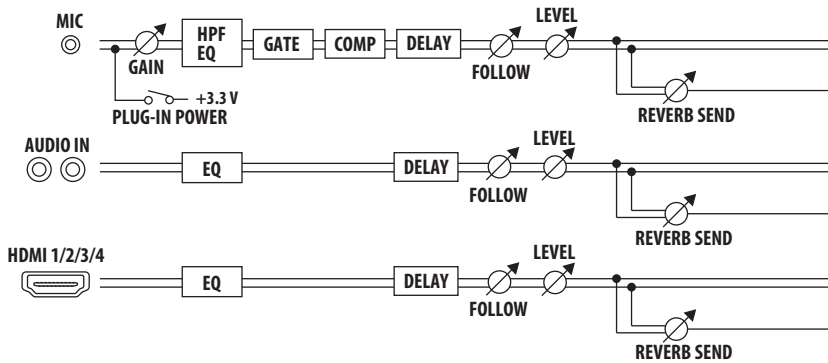 MIC
GAIN
HPF
EQ
GATE
COMP
DELAY
FOLLOW
LEVEL
+3.3 V
PLUG-IN POWER
REVERB SEND
AUDIO IN
EQ
DELAY
FOLLOW
LEVEL
REVERB SEND
HDMI 1/2/3/4
EQ
DELAY
FOLLOW
LEVEL
REVERB SEND